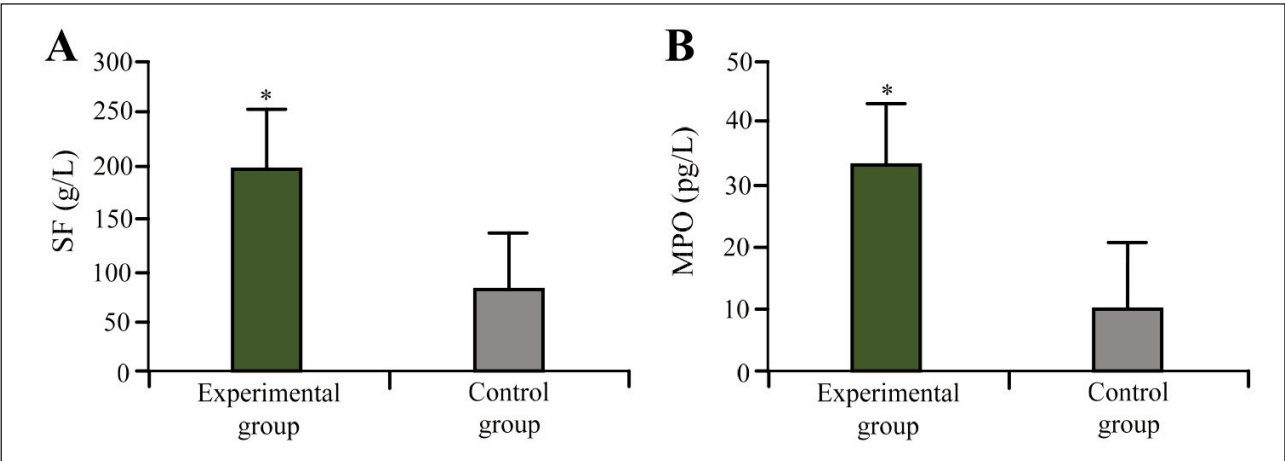 A
300
250
200
150
100
50
0
SF (g/L)
*
Experimental
group
Control
group
B
50
40
30
20
10
0
MPO (pg/L)
*
Experimental
group
Control
group